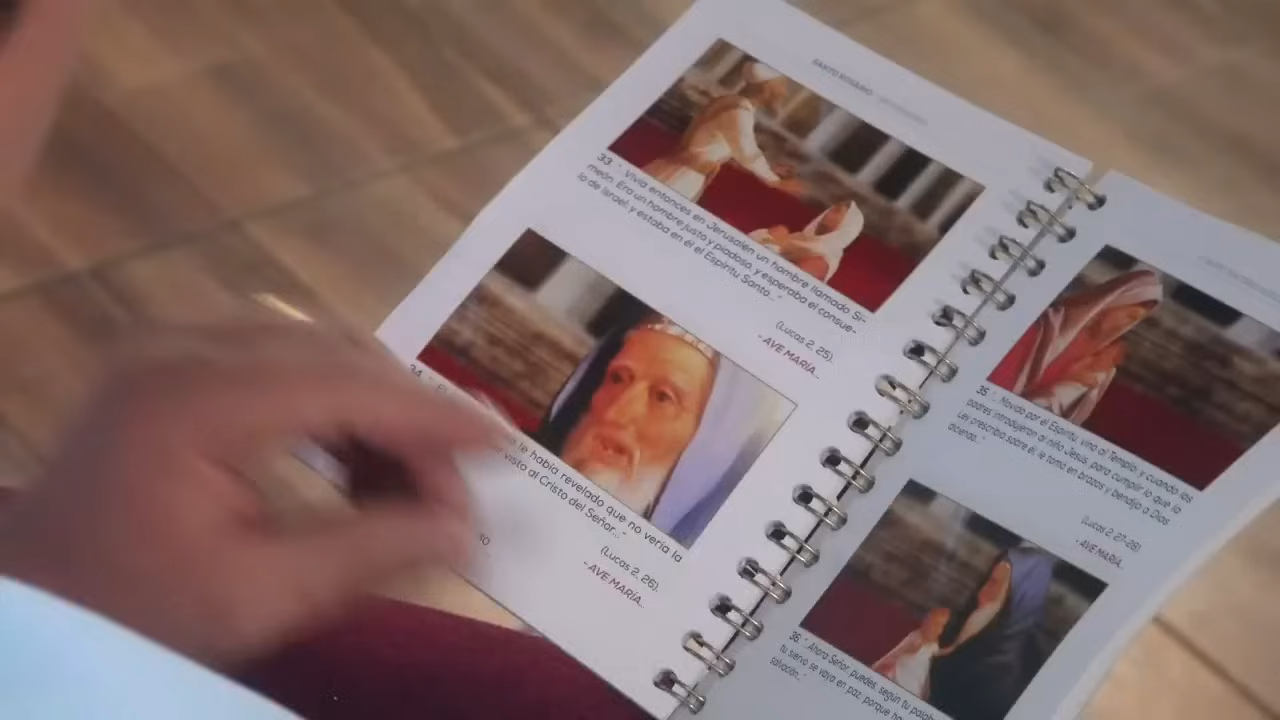 SANTO ROSARIO
33. "Vivía entonces en Jerusalén un hombre llamado Si-
meón. Era un hombre justo y piadoso, y esperaba el consue-
lo de Israel, y estaba en él el Espíritu Santo..."
(Lucas 2, 25).
- AVE MARÍA...
34. "El
le había revelado que no vería la
visto al Cristo del Señor..."
(Lucas 2, 26).
- AVE MARÍA...
35. "Movido por el Espíritu, vino al Templo; y cuando los
padres introdujeron al niño Jesús, para cumplir lo que la
Ley prescribía sobre él, le tomó en brazos y bendijo a Dios
diciendo..."
(Lucas 2, 27-28)
- AVE MARÍA...
36. "Ahora Señor, puedes, según tu
tu siervo se vaya en paz; porque
salvación..."